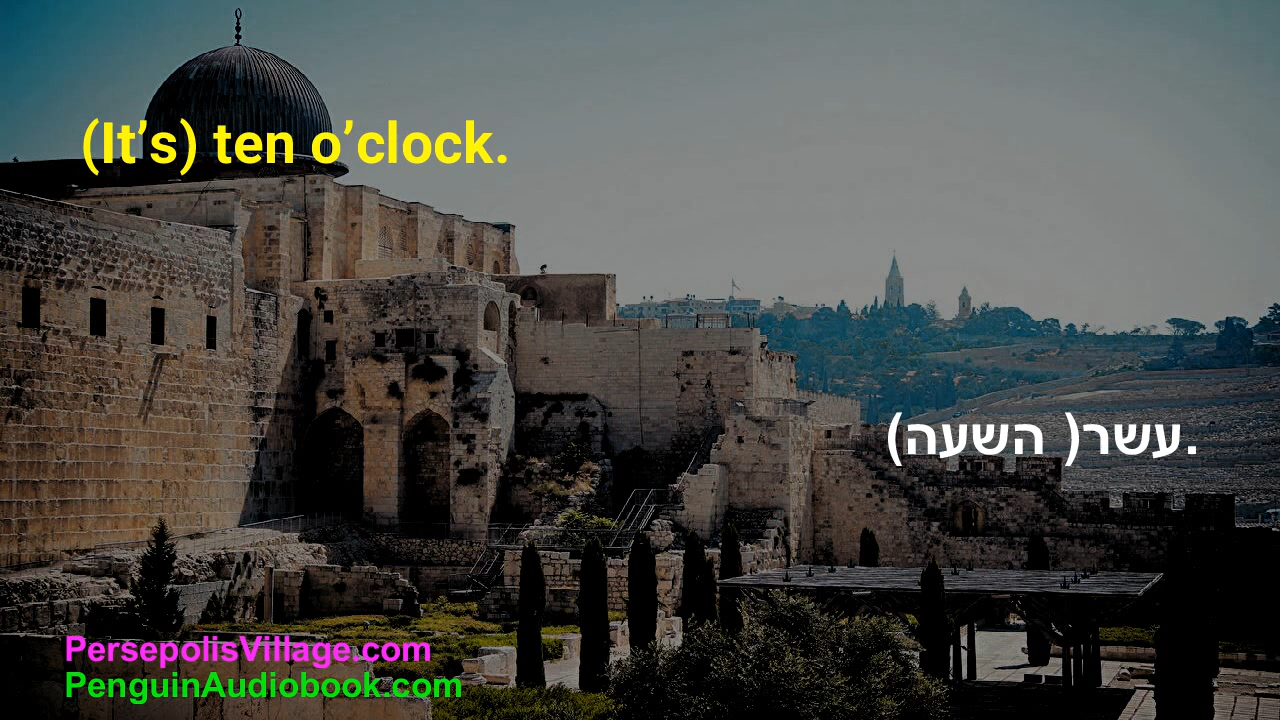 (It’s) ten o’clock.
עשר (השעה).
PersepolisVillage.com
PenguinAudiobook.com